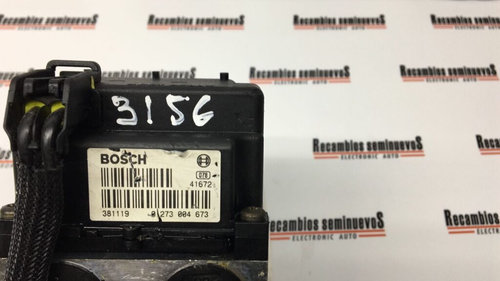 3156
BOSCH
078
41672
381119 0 273 004 673
Recambios seminuevoS
ELECTRONIC AUTO
Recambios seminuevoS
ELECTRONIC AUTO
Recambios seminuevoS
ELECTRONIC AUTO
Recambios seminuevoS
ELECTRONIC AUTO
Recambios seminuevoS
ELECTRONIC AUTO